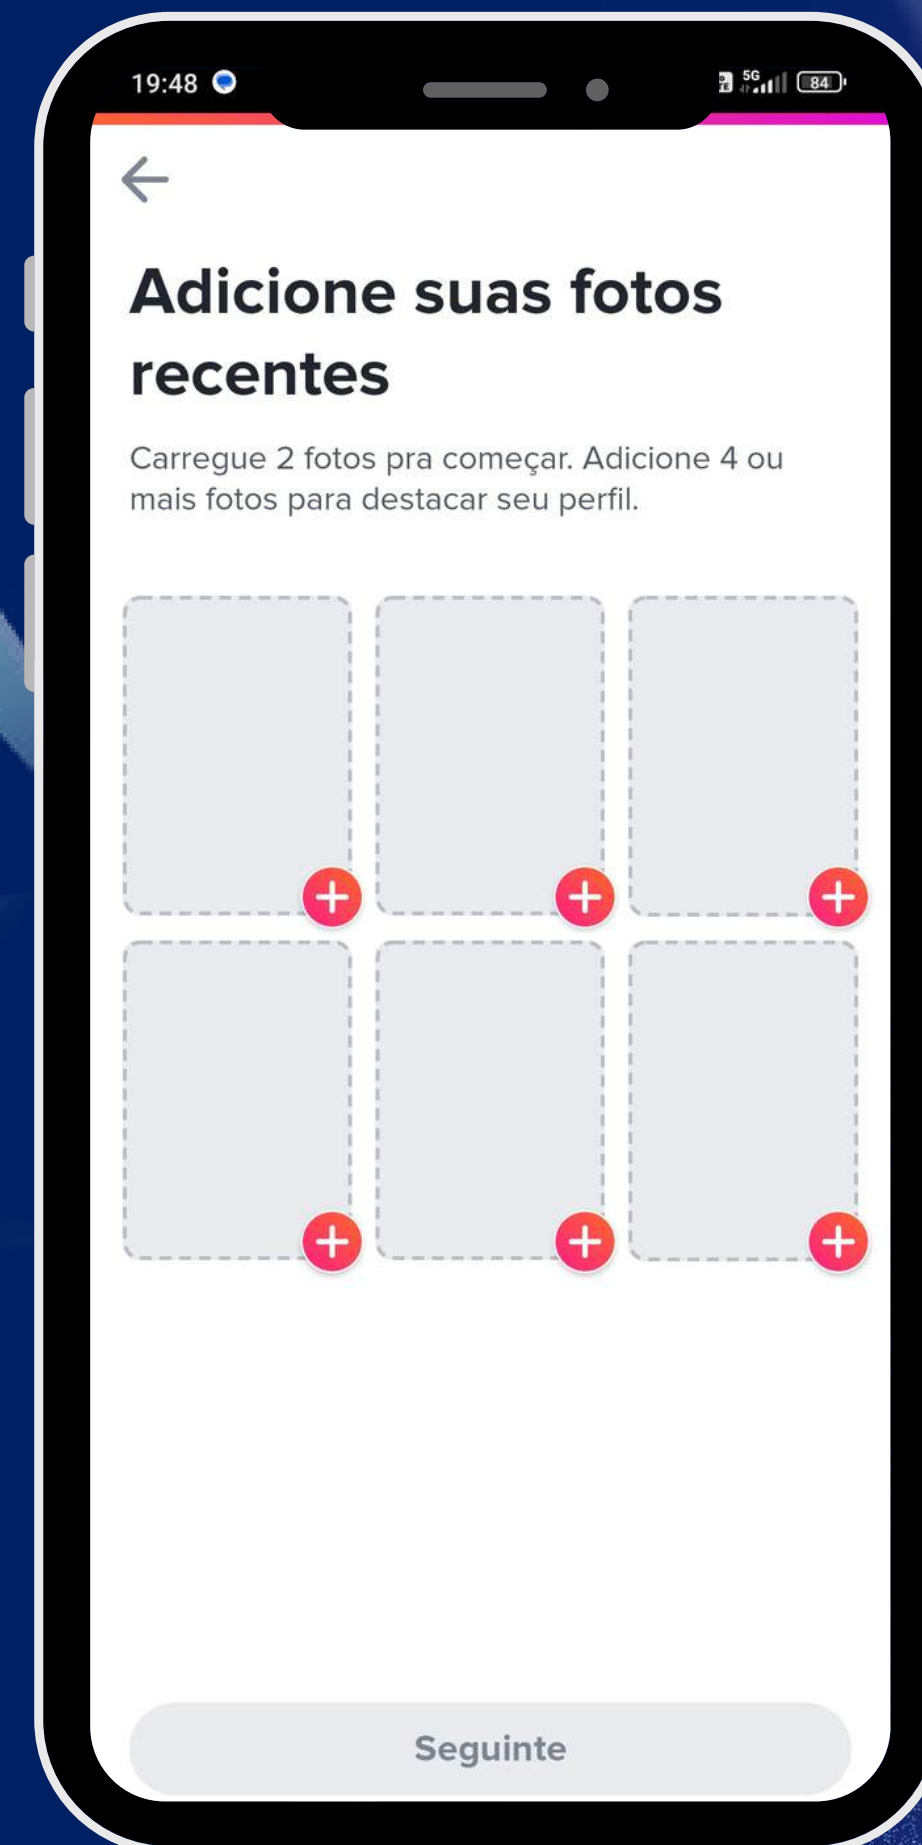 19:48
5G
84
Adicione suas fotos
recentes
Carregue 2 fotos pra começar. Adicione 4 ou
mais fotos para destacar seu perfil.
Seguinte